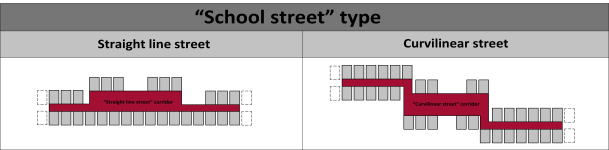 “School street” type
Straight line street
Curvilinear street
"Straight line street" corridor
"Curvilinear street" corridor